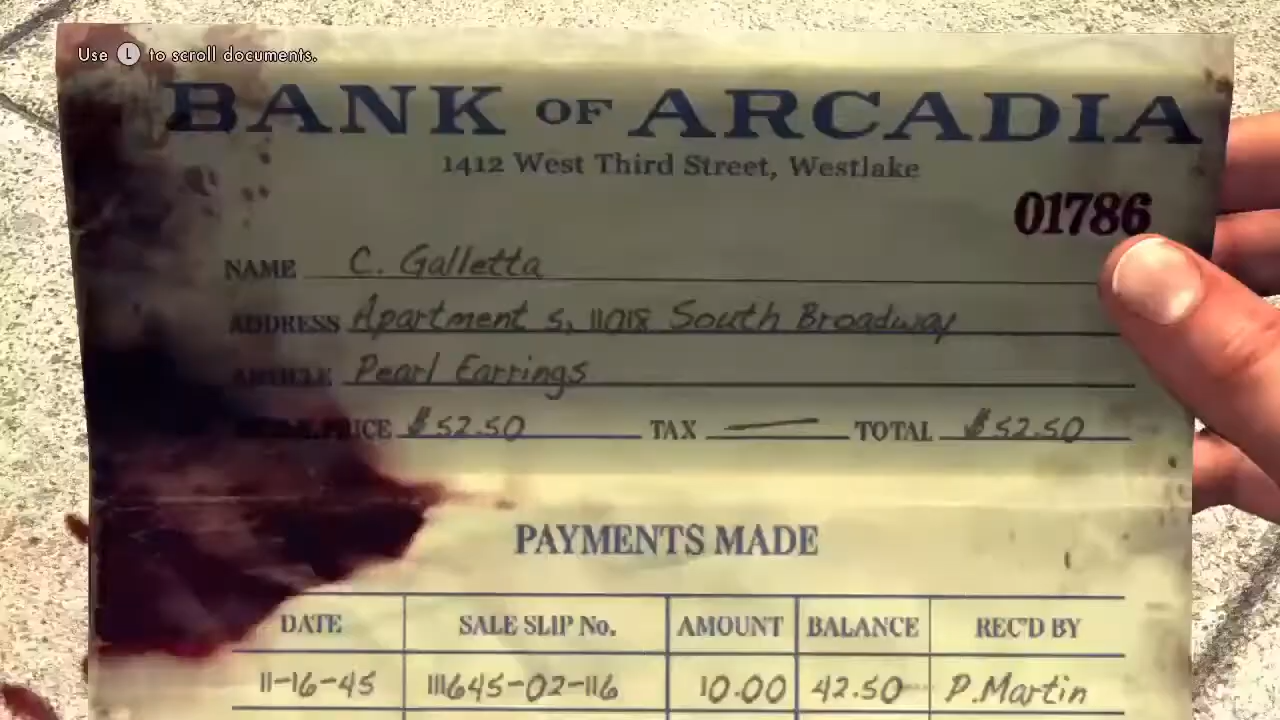 Use L to scroll documents.
BANK OF ARCADIA
1412 West Third Street, Westlake
01786
NAME C. Galletta
ADDRESS Apartment 5, 11018 South Broadway
ARTICLE Pearl Earrings
PRICE $52.50 TAX — TOTAL $52.50
PAYMENTS MADE
DATE SALE SLIP No. AMOUNT BALANCE REC'D BY
11-16-45 111645-02-116 10.00 42.50 P.Martin